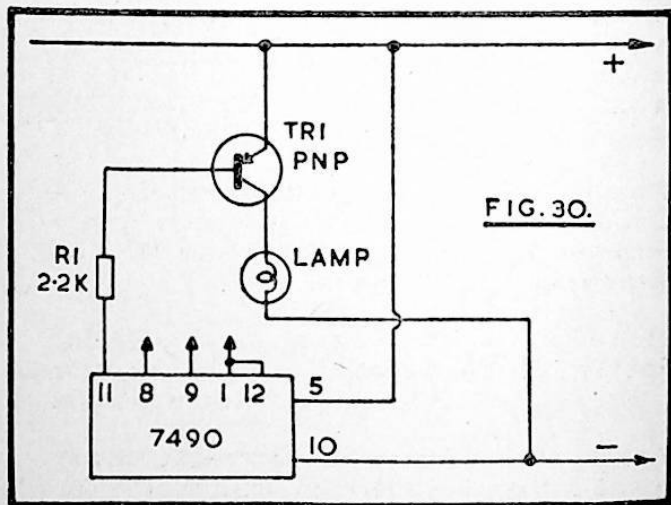 +
TR1
PNP
FIG.30.
R1
2·2K
LAMP
11 8 9 1 12 5
7490
10
−